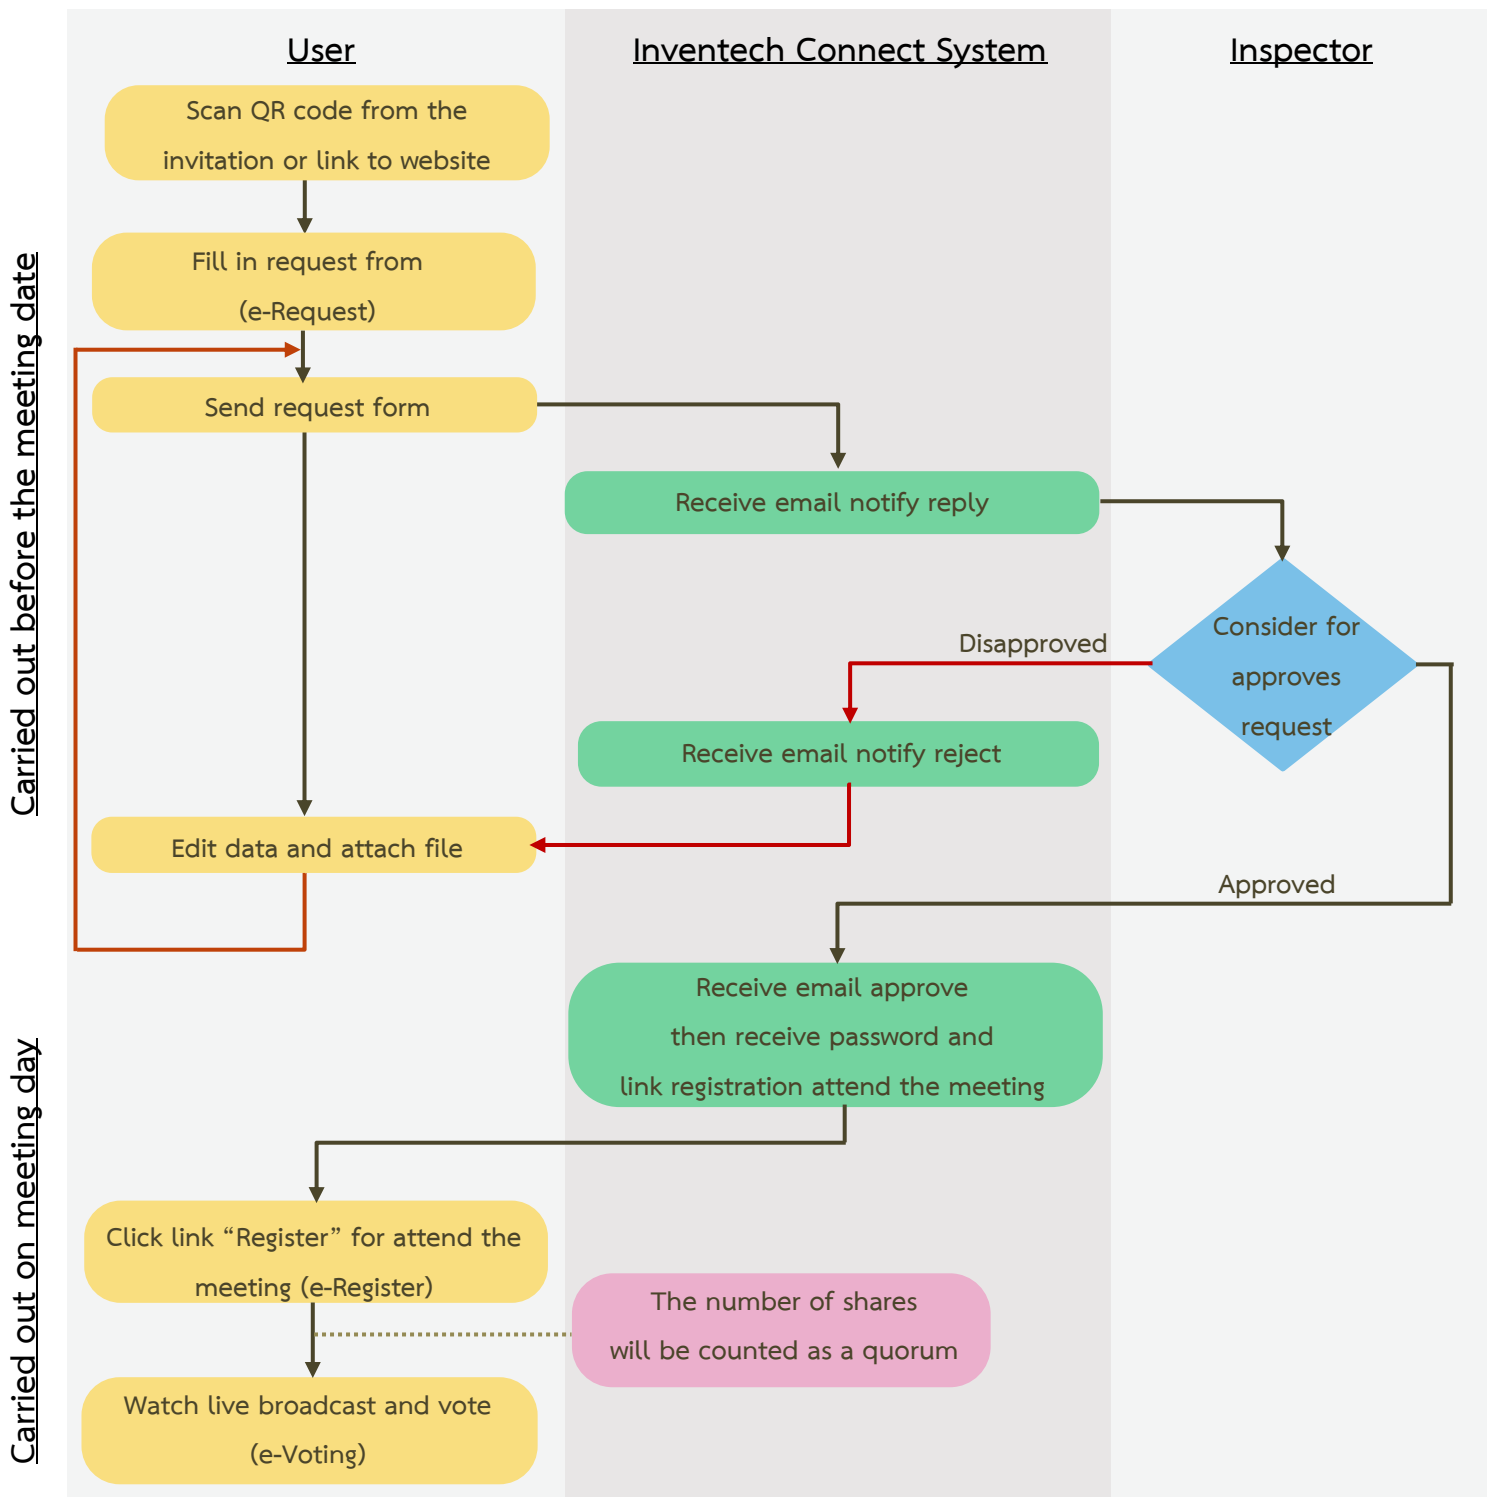 User
Inventech Connect System
Inspector
Scan QR code from the
invitation or link to website
Fill in request from
(e-Request)
Send request form
Receive email notify reply
Consider for
approves
request
Disapproved
Receive email notify reject
Edit data and attach file
Approved
Receive email approve
then receive password and
link registration attend the meeting
Click link “Register” for attend the
meeting (e-Register)
The number of shares
will be counted as a quorum
Watch live broadcast and vote
(e-Voting)
Carried out before the meeting date
Carried out on meeting day